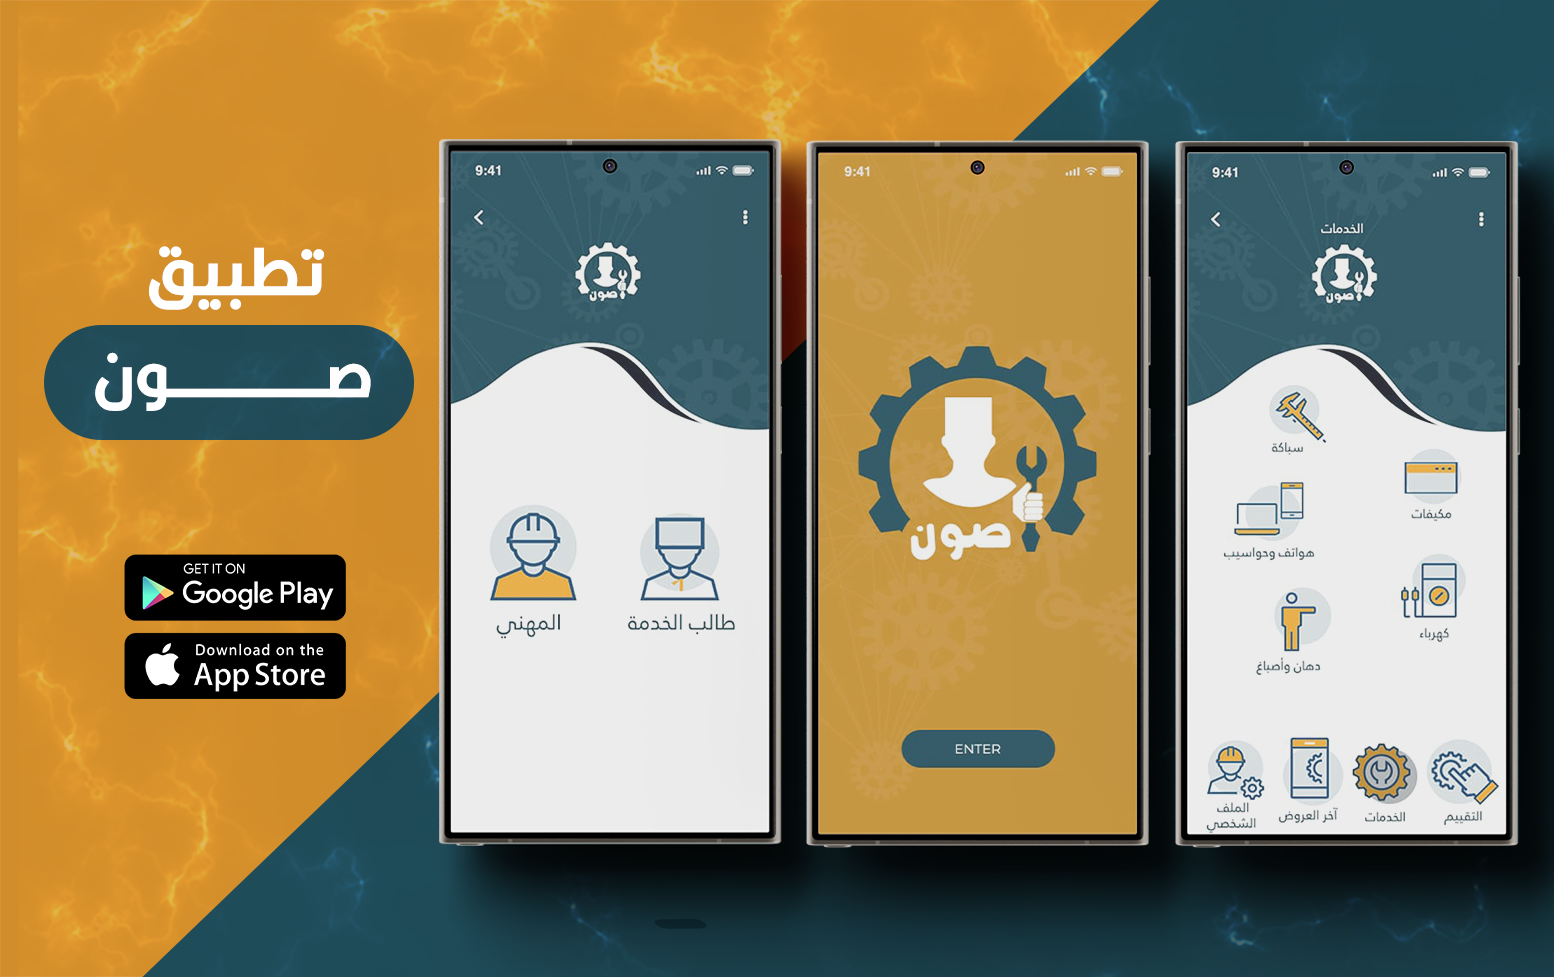 تطبيق
صـــــون
GET IT ON
Google Play
Download on the
App Store
9:41
صون
المهني
طالب الخدمة
9:41
صون
ENTER
9:41
الخدمات
صون
سباكة
مكيفات
هواتف وحواسيب
كهرباء
دهان وأصباغ
الملف
الشخصي
آخر العروض
الخدمات
التقييم